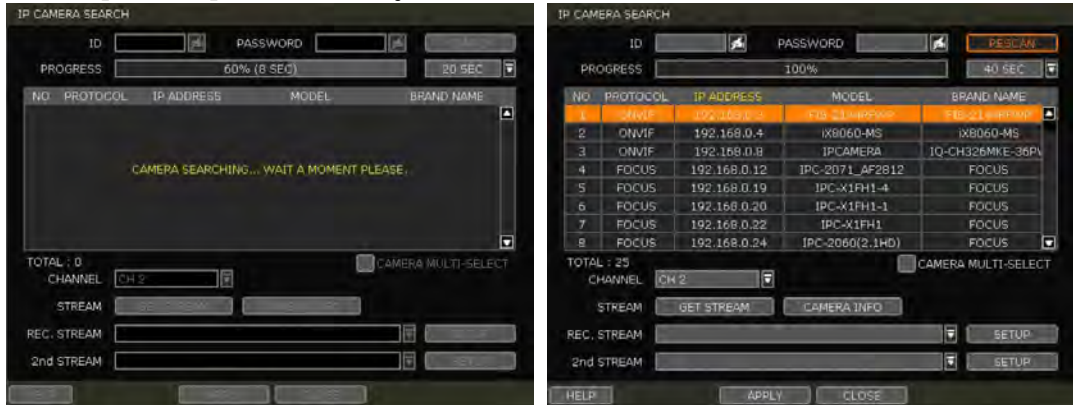 IP CAMERA SEARCH
ID PASSWORD
PROGRESS 60% (8 SEC) 20 SEC
NO PROTOCOL IP ADDRESS MODEL BRAND NAME
CAMERA SEARCHING... WAIT A MOMENT PLEASE.
TOTAL : 0
CAMERA MULTI-SELECT
CHANNEL CH 2
STREAM
REC. STREAM
2nd STREAM
IP CAMERA SEARCH
ID PASSWORD RESCAN
PROGRESS 100% 40 SEC
NO PROTOCOL IP ADDRESS MODEL BRAND NAME
1 ONVIF
2 ONVIF 192.168.0.4 iX8060-MS iX8060-MS
3 ONVIF 192.168.0.8 IPCAMERA IQ-CH326MKE-36PV
4 FOCUS 192.168.0.12 IPC-2071_AF2812 FOCUS
5 FOCUS 192.168.0.19 IPC-X1FH1-4 FOCUS
6 FOCUS 192.168.0.20 IPC-X1FH1-1 FOCUS
7 FOCUS 192.168.0.22 IPC-X1FH1 FOCUS
8 FOCUS 192.168.0.24 IPC-2060(2.1HD) FOCUS
TOTAL : 25
CAMERA MULTI-SELECT
CHANNEL CH 2
STREAM GET STREAM CAMERA INFO
REC. STREAM SETUP
2nd STREAM SETUP
HELP APPLY CLOSE